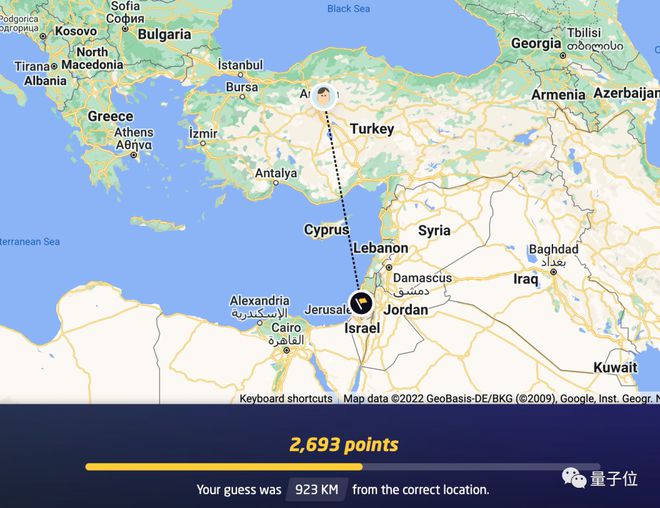 Black Sea
Sofia
София
Podgorica
Подгорица
Kosovo
Bulgaria
North
Macedonia
Tirana
Albania
İstanbul
Bursa
Georgia
Tbilisi
თბილისი
Armenia
Azerbaijan
Greece
Athens
Αθήνα
İzmir
Turkey
Antalya
terranean Sea
Cyprus
Syria
Lebanon
Baghdad
بغداد
Damascus
دمشق
Iraq
Alexandria
الإسكندرية
Jerusale
Jordan
Israel
Cairo
القاهرة
Kuwait
Keyboard shortcuts
Map data ©2022 GeoBasis-DE/BKG (©2009), Google, Inst. Geogr. N
2,693 points
Your guess was 923 KM from the correct location.
量子位